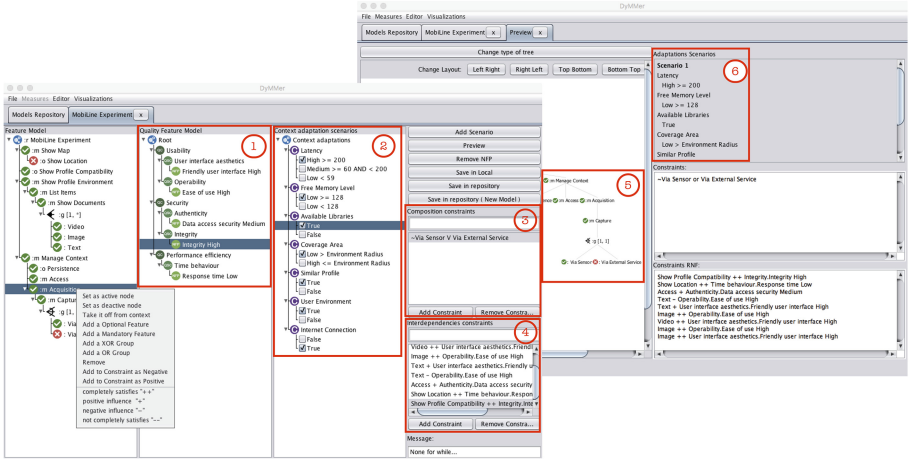 DyMMer
File Measures Editor Visualizations
Models Repository MobiLine Experiment x Preview x
Change type of tree
Change Layout: Left Right Right Left Top Bottom Bottom Top
Adaptations Scenarios
Scenario 1
Latency
High >= 200
Free Memory Level
Low >= 128
Available Libraries
True
Coverage Area
Low > Environment Radius
Similar Profile
6
Constraints:
~Via Sensor or Via External Service
Constraints RNF:
Show Profile Compatibility ++ Integrity.Integrity High
Show Location ++ Time behaviour.Response time Low
Access + Authenticity.Data access security Medium
Text - Operability.Ease of use High
Text + User interface aesthetics.Friendly user interface High
Image ++ Operability.Ease of use High
Video ++ User interface aesthetics.Friendly user interface High
Image ++ Operability.Ease of use High
Image ++ User interface aesthetics.Friendly user interface High
:m Manage Context
:m Access :m Acquisition
:m Capture
:g [1, 1]
: Via Sensor : Via External Servi
5
DyMMer
File Measures Editor Visualizations
Models Repository MobiLine Experiment x
Feature Model
:r MobiLine Experiment
:m Show Map
:o Show Location
:o Show Profile Compatibility
:m Show Profile Environment
:m List Items
:m Show Documents
:g [1, *]
: Video
: Image
: Text
:m Manage Context
:o Persistence
:m Access
:m Acquisition
:m Captur
:g [1,
: Via
: Via
Set as active node
Set as deactive node
Take it off from context
Add a Optional Feature
Add a Mandatory Feature
Add a XOR Group
Add a OR Group
Remove
Add to Constraint as Negative
Add to Constraint as Positive
completely satisfies "++"
positive influence "+"
negative influence "-"
not completely satisfies "--"
Quality Feature Model
Root
Usability
User interface aesthetics
Friendly user interface High
Operability
Ease of use High
Security
Authenticity
Data access security Medium
Integrity
Integrity High
Performance efficiency
Time behaviour
Response time Low
1
Context adaptation scenarios
Context adaptations
Latency
High >= 200
Medium >= 60 AND < 200
Low < 59
Free Memory Level
Low >= 128
Low < 128
Available Libraries
True
False
Coverage Area
Low > Environment Radius
High <= Environment Radius
Similar Profile
True
False
User Environment
True
False
Internet Connection
False
True
2
Add Scenario
Preview
Remove NFP
Save in Local
Save in repository
Save in repository ( New Model )
Composition constraints
3
~Via Sensor V Via External Service
Add Constraint Remove Constra...
Interdependencies constraints
4
Video ++ User interface aesthetics.Friendl
Image ++ Operability.Ease of use High
Text + User interface aesthetics.Friendly u
Text - Operability.Ease of use High
Access + Authenticity.Data access security
Show Location ++ Time behaviour.Respon
Show Profile Compatibility ++ Integrity.Inte
Add Constraint Remove Constra...
Message:
None for while...